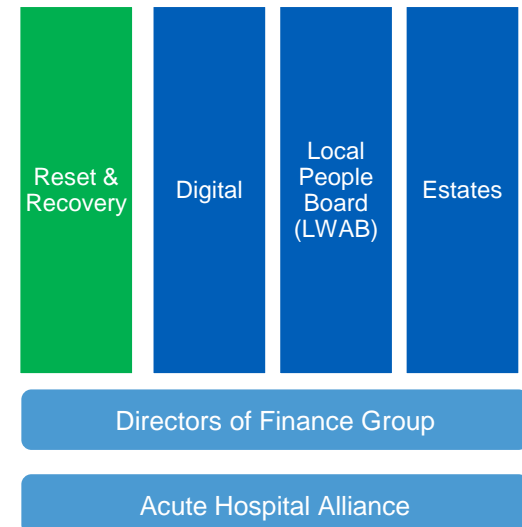 Reset &
Recovery
Digital
Local
People
Board
(LWAB)
Estates
Directors of Finance Group
Acute Hospital Alliance